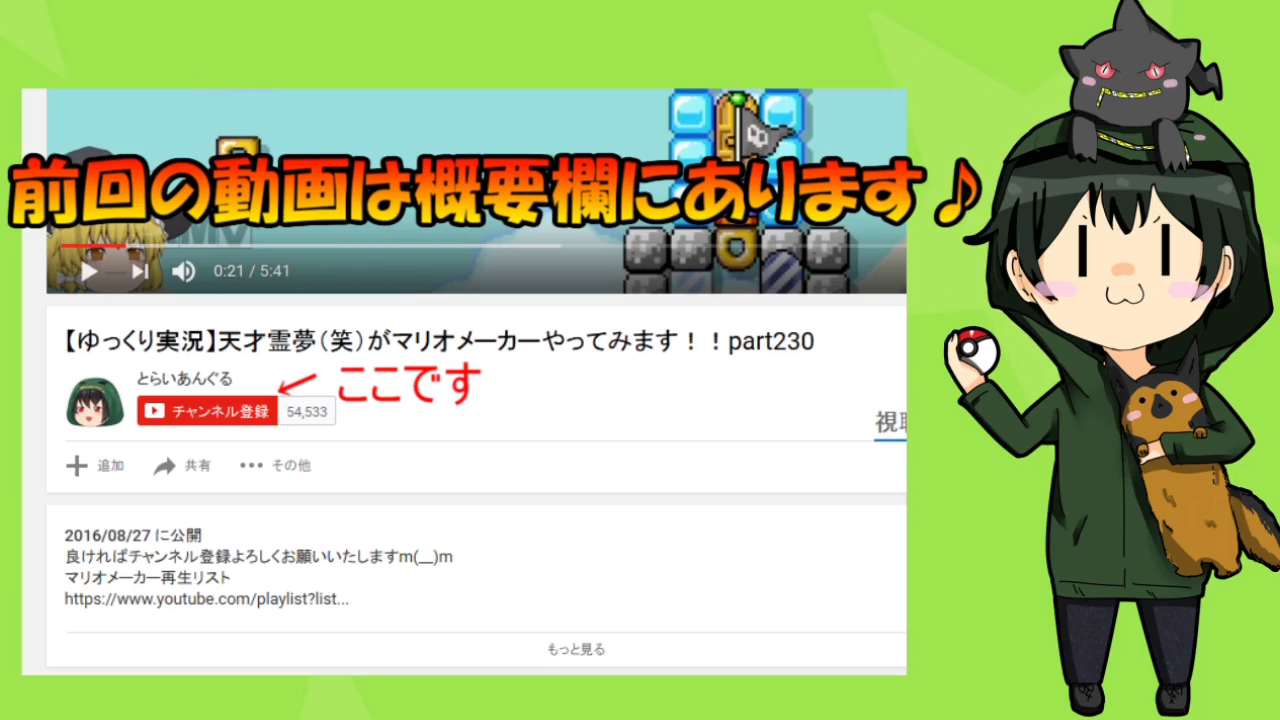 前回の動画は概要欄にあります♪
0:21 / 5:41
【ゆっくり実況】天才霊夢(笑)がマリオメーカーやってみます！！part230
とらいあんぐる
チャンネル登録 54,533
ここです
追加 共有 ••• その他
2016/08/27 に公開
良ければチャンネル登録よろしくお願いいたしますm(__)m
マリオメーカー再生リスト
https://www.youtube.com/playlist?list...
もっと見る